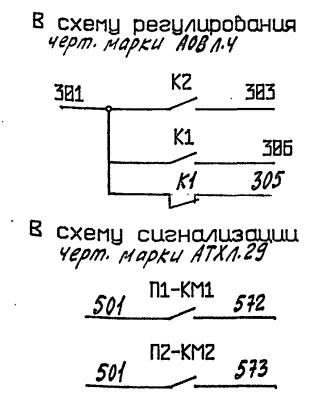 В схему регулирования
черт. марки АОВ л.4
К2
301 303
К1
306
К1 305
В схему сигнализации
черт. марки АТХ л.29
П1-КМ1
501 572
П2-КМ2
501 573